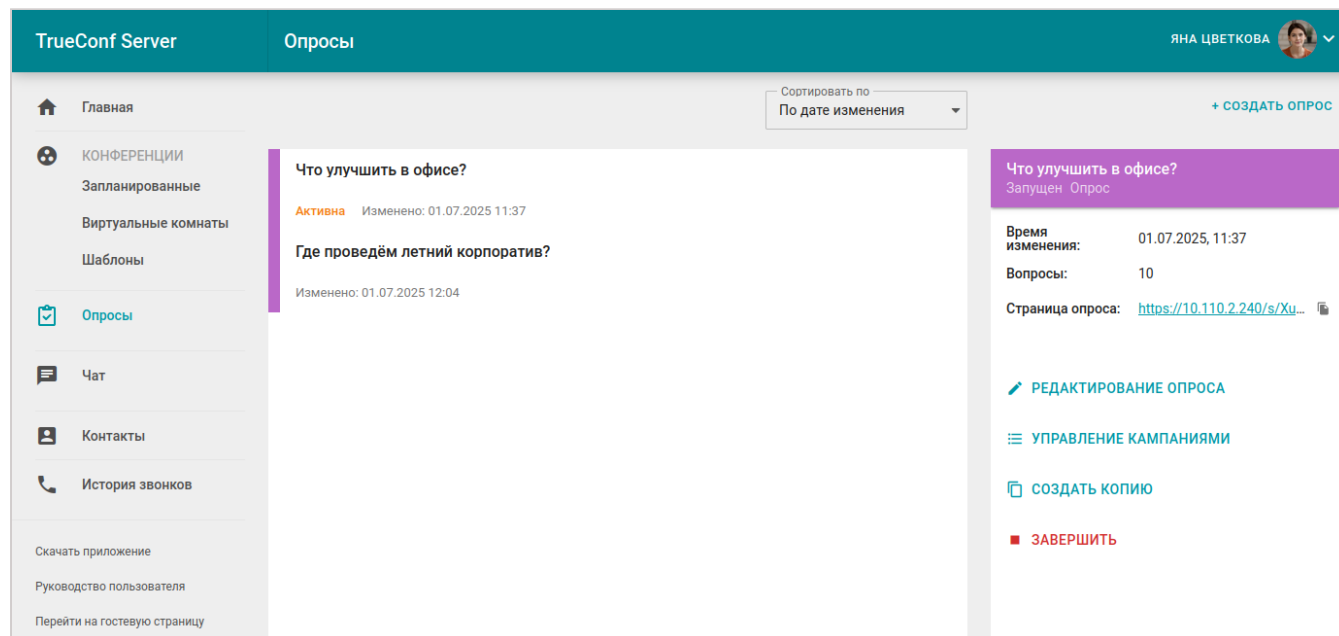 TrueConf Server
Опросы
ЯНА ЦВЕТКОВА
Главная
КОНФЕРЕНЦИИ
Запланированные
Виртуальные комнаты
Шаблоны
Опросы
Чат
Контакты
История звонков
Скачать приложение
Руководство пользователя
Перейти на гостевую страницу
Сортировать по
По дате изменения
+ СОЗДАТЬ ОПРОС
Что улучшить в офисе?
Активна Изменено: 01.07.2025 11:37
Где проведём летний корпоратив?
Изменено: 01.07.2025 12:04
Что улучшить в офисе?
Запущен Опрос
Время
изменения: 01.07.2025, 11:37
Вопросы: 10
Страница опроса: https://10.110.2.240/s/Xu...
РЕДАКТИРОВАНИЕ ОПРОСА
УПРАВЛЕНИЕ КАМПАНИЯМИ
СОЗДАТЬ КОПИЮ
ЗАВЕРШИТЬ